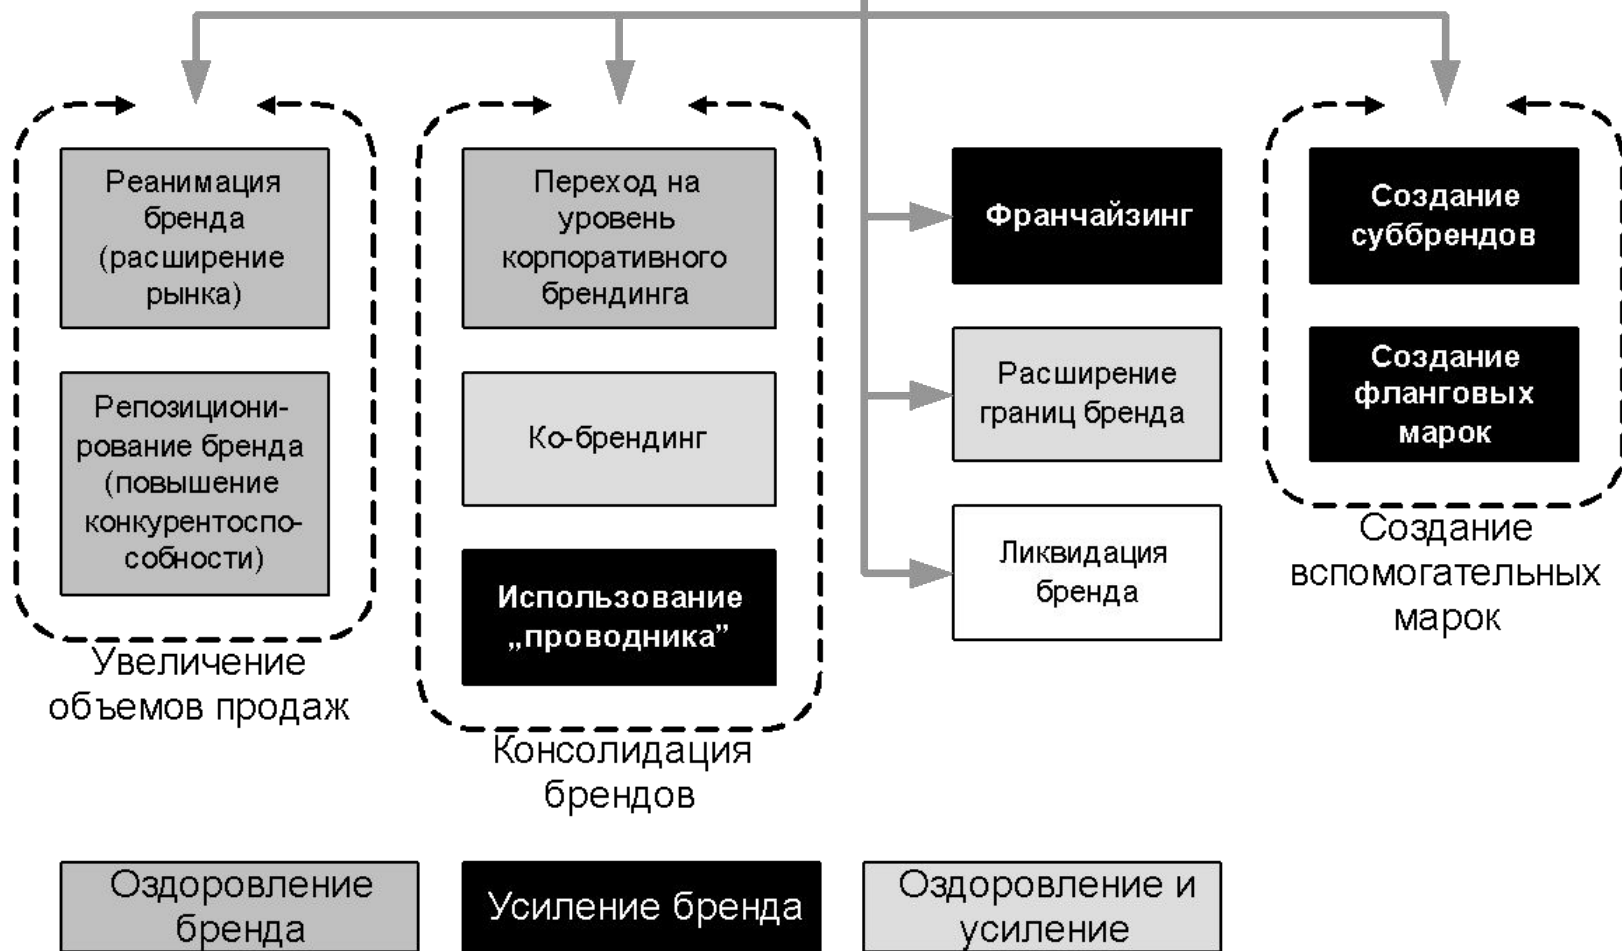 Реанимация
бренда
(расширение
рынка)
Репозициони-
рование бренда
(повышение
конкурентоспо-
собности)
Увеличение
объемов продаж
Переход на
уровень
корпоративного
брендинга
Ко-брендинг
Использование
„проводника”
Консолидация
брендов
Франчайзинг
Расширение
границ бренда
Ликвидация
бренда
Создание
суббрендов
Создание
фланговых
марок
Создание
вспомогательных
марок
Оздоровление
бренда
Усиление бренда
Оздоровление и
усиление